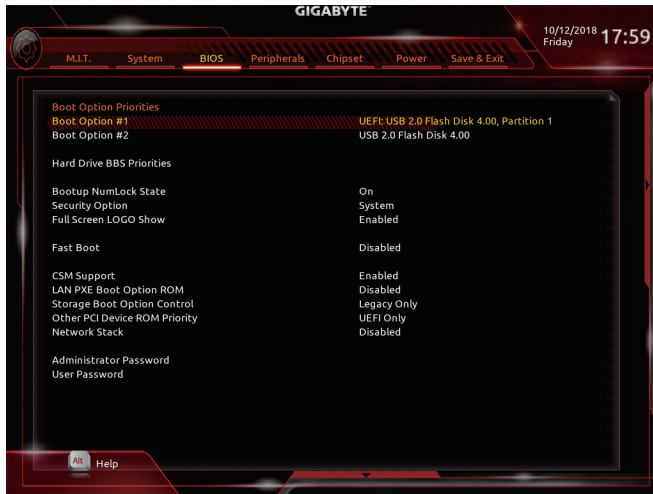 GIGABYTE™
10/12/2018 17:59
Friday
M.I.T. System BIOS Peripherals Chipset Power Save & Exit
Boot Option Priorities
Boot Option #1 UEFI: USB 2.0 Flash Disk 4.00, Partition 1
Boot Option #2 USB 2.0 Flash Disk 4.00
Hard Drive BBS Priorities
Bootup NumLock State On
Security Option System
Full Screen LOGO Show Enabled
Fast Boot Disabled
CSM Support Enabled
LAN PXE Boot Option ROM Disabled
Storage Boot Option Control Legacy Only
Other PCI Device ROM Priority UEFI Only
Network Stack Disabled
Administrator Password
User Password
Alt Help